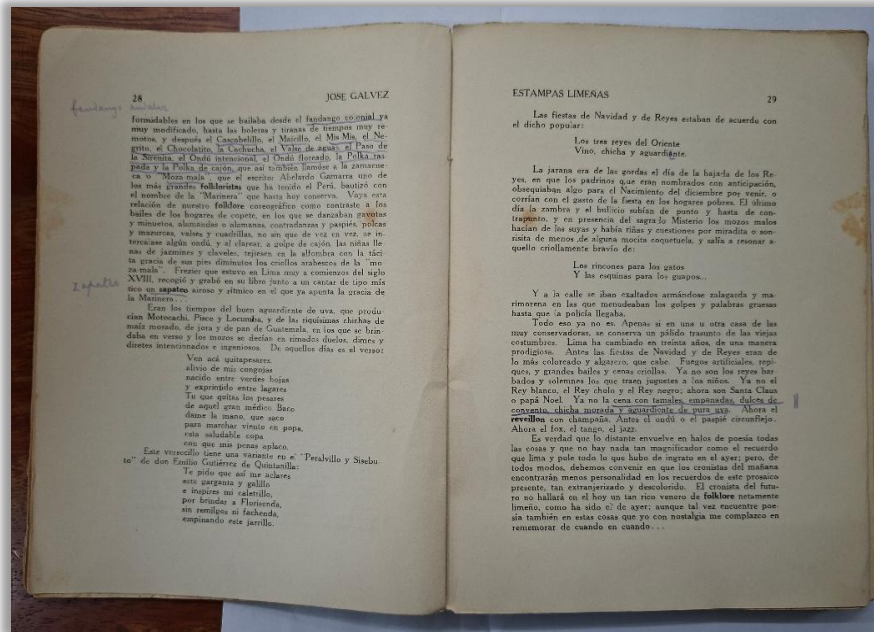 28 JOSE GALVEZ
fandango
formidables en los que se bailaba desde el fandango colonial ya
muy modificado, hasta las boleras y tiranas de tiempos muy re-
motos, y después el Cascabelillo, el Maicillo, el Mis Mis, el Ne-
grito, el Chocolatito, la Cachucha, el Valse de aguas, el Paso de
la Sirenita, el Ondú intencional, el Ondú floreado, la Polka ras-
pada y la Polka de cajón, que así también llamóse a la zamacue-
ca o "Moza-mala", que el escritor Abelardo Gamarra uno de
los más grandes folkloristas que ha tenido el Perú, bautizó con
el nombre de la "Marinera" que hasta hoy conserva. Vaya esta
relación de nuestro folklore coreográfico como contraste a los
bailes de los hogares de copete, en los que se danzaban gavotas
y minuetos, alamandas o alemanas, contradanzas y paspiés, polcas
y mazurcas, valses y cuadrillas, no sin que de vez en vez, se in-
tercalase algún ondú, y al clarear, a golpe de cajón, las niñas lle-
nas de jazmines y claveles, tejiesen en la alfombra con la táci-
ta gracia de sus pies diminutos los criollos arabescos de la "mo
za mala". Frezier que estuvo en Lima muy a comienzos del siglo
XVIII, recogió y grabó en su libro junto a un cantar de tipo mís
zapateo
tico un zapateo airoso y rítmico en el que ya apunta la gracia de
la Marinera...
Eran los tiempos del buen aguardiente de uva, que produ-
cían Motocachi, Pisco y Locumba, y de las riquísimas chichas de
maíz morado, de jora y de pan de Guatemala, en los que se brin-
daba en verso y los mozos se decían en rimados duelos, dimes y
diretes intencionados e ingeniosos. De aquellos días es el verso:
Ven acá quitapesares,
alivio de mis congojas
nacido entre verdes hojas
y exprimido entre lagares
Tu que quitas los pesares
de aquel gran médico Baco
dame la mano, que saco
para marchar viento en popa,
esta saludable copa
con que mis penas aplaco.
Este versecillo tiene una variante en el "Peralvillo y Sisebu
to" de don Emilio Gutiérrez de Quintanilla:
Te pido que así me aclares
esta garganta y galillo
e inspires mi caletrillo,
por brindar a Florisenda,
sin remilgos ni fachenda,
empinando este jarrillo.
ESTAMPAS LIMEÑAS 29
Las fiestas de Navidad y de Reyes estaban de acuerdo con
el dicho popular:
Los tres reyes del Oriente
Vino, chicha y aguardiente.
La jarana era de las gordas el día de la bajada de los Re-
yes, en que los padrinos que eran nombrados con anticipación,
obsequiaban algo para el Nacimiento del diciembre por venir, o
corrían con el gasto de la fiesta en los hogares pobres. El último
día la zambra y el bullicio subían de punto y hasta de con-
trapunto, y en presencia del sagrado Misterio los mozos malos
hacían de las suyas y había riñas y cuestiones por miradita o son-
risita de menos de alguna mocita coquetuela, y salía a resonar a-
quello criollamente bravío de:
Los rincones para los gatos
Y las esquinas para los guapos...
Y a la calle se iban exaltados armándose zalagarda y ma-
rimorena en las que menudeaban los golpes y palabras gruesas
hasta que la policía llegaba.
Todo eso ya no es. Apenas si en una u otra casa de las
muy conservadoras, se conserva un pálido trasunto de las viejas
costumbres. Lima ha cambiado en treinta años, de una manera
prodigiosa. Antes las fiestas de Navidad y Reyes eran de
lo más coloreado y algarero, que cabe. Fuegos artificiales, repi-
ques, y grandes bailes y cenas criollas. Ya no son los reyes bar-
bados y solemnes los que traen juguetes a los niños. Ya no el
Rey blanco, el Rey cholo y el Rey negro; ahora son Santa Claus
o papá Noel. Ya no la cena con tamales, empanadas, dulces de
convento, chicha morada y aguardiente de pura uva. Ahora el
reveillon con champaña. Antes el ondú o el paspié circunflejo.
Ahora el fox, el tango, el jazz.
Es verdad que lo distante envuelve en halos de poesía todas
las cosas y que no hay nada tan magnificador como el recuerdo
que lima y pule todo lo que hubo de ingrato en el ayer; pero, de
todos modos, debemos convenir en que los cronistas del mañana
encontrarán menos personalidad en los recuerdos de este prosaico
presente, tan extranjerizado y descolorido. El cronista del futu-
ro no hallará en el hoy un tan rico venero de folklore netamente
limeño, como ha sido el de ayer; aunque tal vez encuentre poe-
sía también en estas cosas que yo con nostalgia me complazco en
rememorar de cuando en cuando...